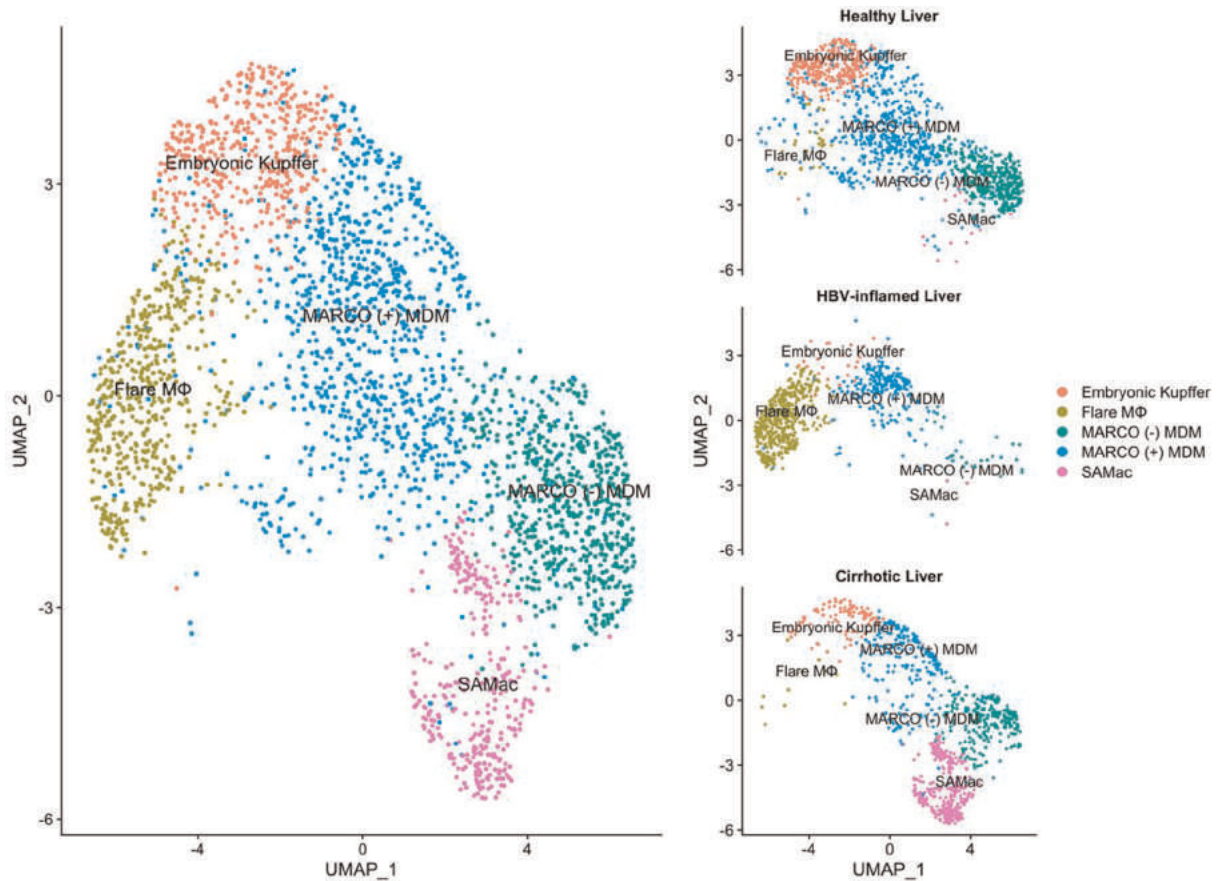 3
0
-3
-6
-4
0
4
UMAP_2
UMAP_1
Embryonic Kupffer
MARCO (+) MDM
Flare MΦ
MARCO (-) MDM
SAMac
Healthy Liver
3
0
-3
-6
Embryonic Kupffer
MARCO (+) MDM
Flare MΦ
MARCO (-) MDM
SAMac
HBV-inflamed Liver
UMAP_2
3
0
-3
-6
Embryonic Kupffer
MARCO (+) MDM
Flare MΦ
MARCO (-) MDM
SAMac
Cirrhotic Liver
3
0
-3
-6
Embryonic Kupffer
MARCO (+) MDM
Flare MΦ
MARCO (-) MDM
SAMac
-4
0
4
UMAP_1
Embryonic Kupffer
Flare MΦ
MARCO (-) MDM
MARCO (+) MDM
SAMac